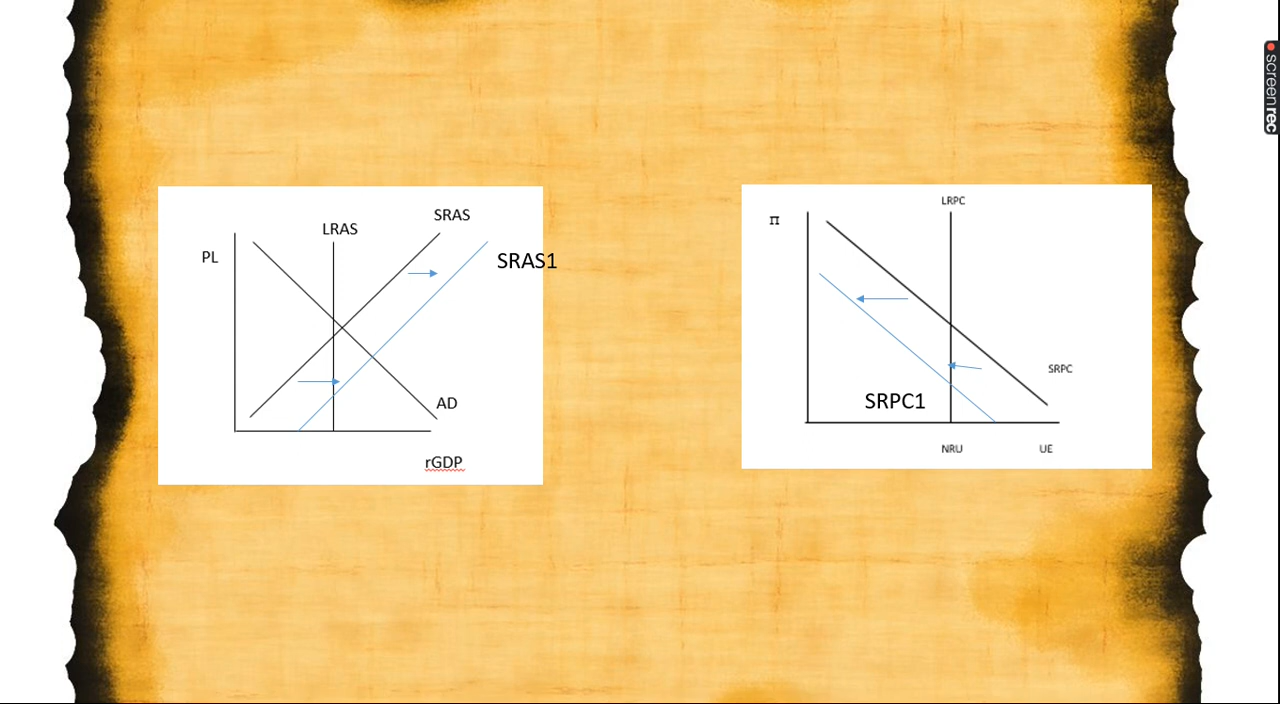 SRAS
LRAS
PL
SRAS1
AD
rGDP
LRPC
π
SRPC
SRPC1
NRU
UE
screenrec